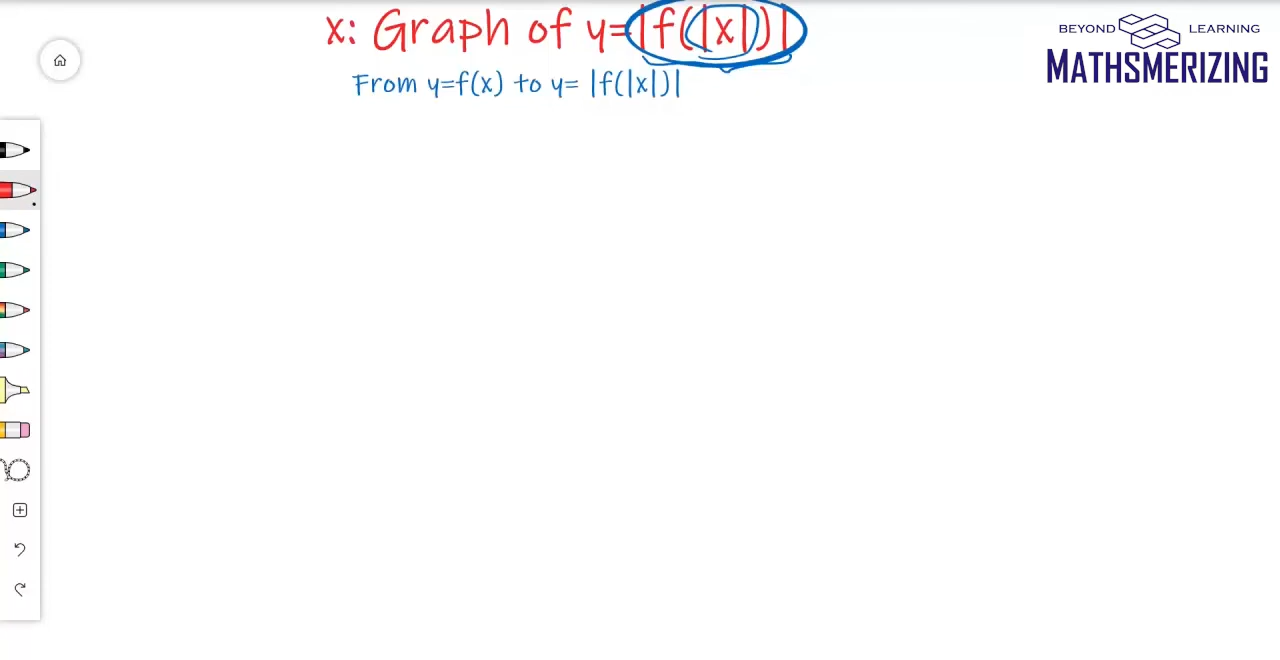 x: Graph of y=|f(|x|)|
From y=f(x) to y= |f(|x|)|
BEYOND LEARNING
MATHSMERIZING